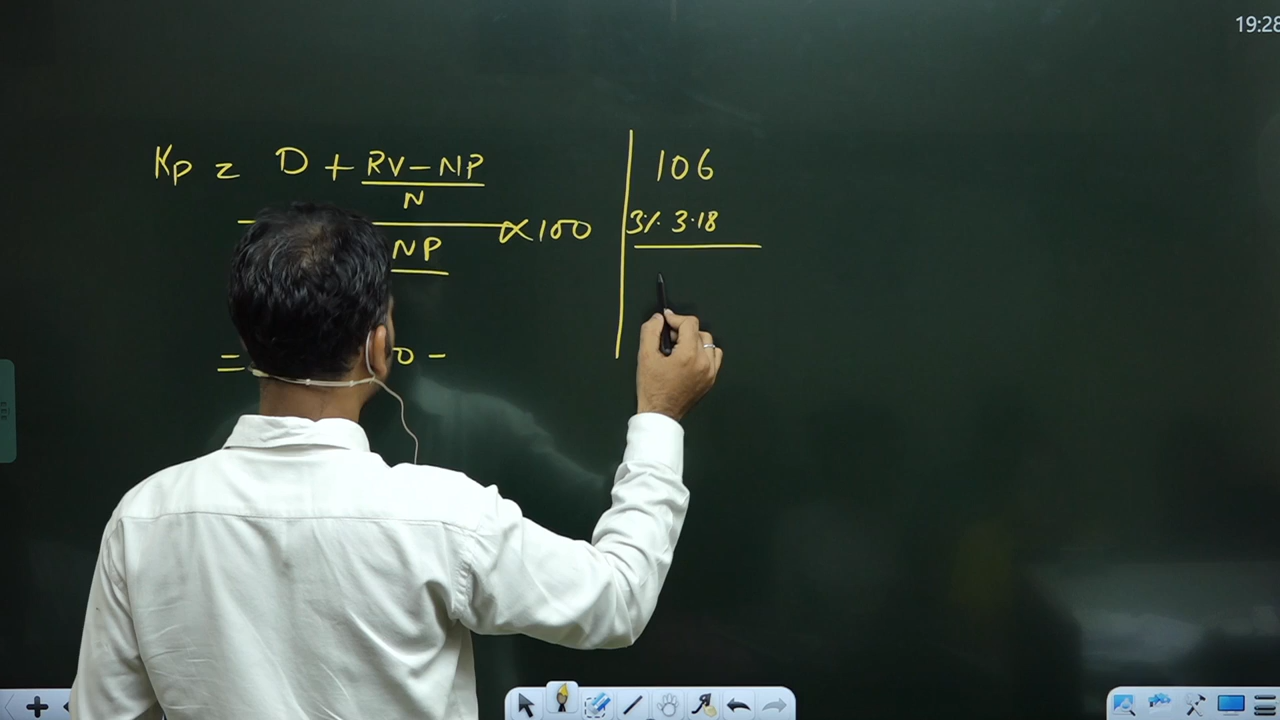 19:28
Kp = D + RV - NP
N
NP × 100
= 0 -
106
3% 3.18